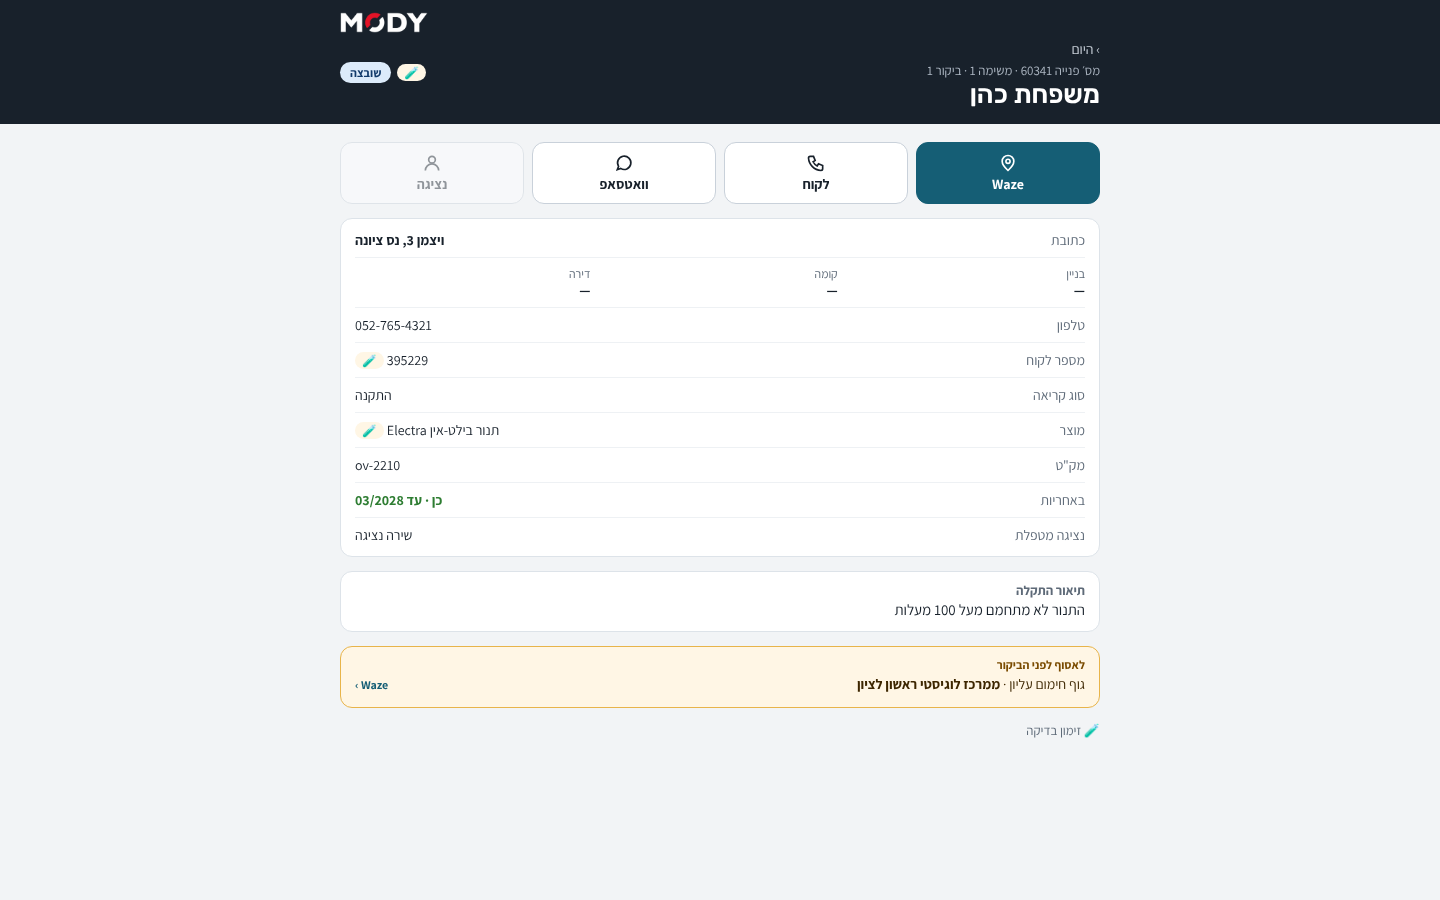 MODY
‹ היום
מס׳ פנייה 60341 · משימה 1 · ביקור 1
משפחת כהן
שובצה
Waze
לקוח
וואטסאפ
נציגה
כתובת ויצמן 3, נס ציונה
בניין קומה דירה
— — —
טלפון 052-765-4321
מספר לקוח 395229
סוג קריאה התקנה
מוצר תנור בילט-אין Electra
מק"ט ov-2210
באחריות כן · עד 03/2028
נציגה מטפלת שירה נציגה
תיאור התקלה
התנור לא מתחמם מעל 100 מעלות
לאסוף לפני הביקור
גוף חימום עליון · ממרכז לוגיסטי ראשון לציון Waze ‹
זימון בדיקה